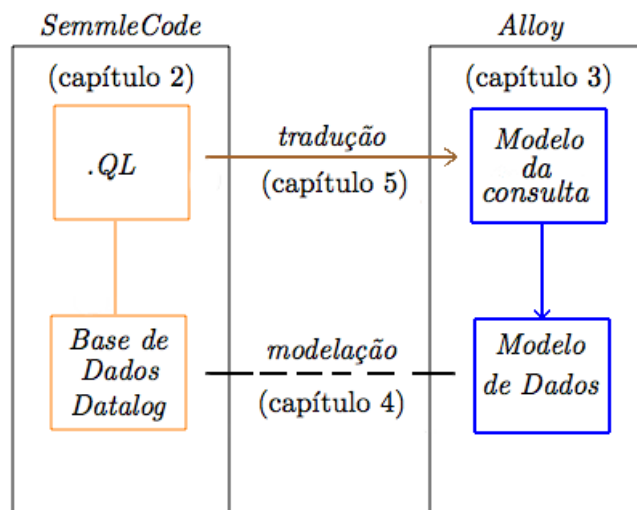 SemmleCode
Alloy
(capítulo 2)
(capítulo 3)
.QL
tradução
(capítulo 5)
Modelo
da
consulta
Base de
Dados
Datalog
modelação
(capítulo 4)
Modelo
de Dados